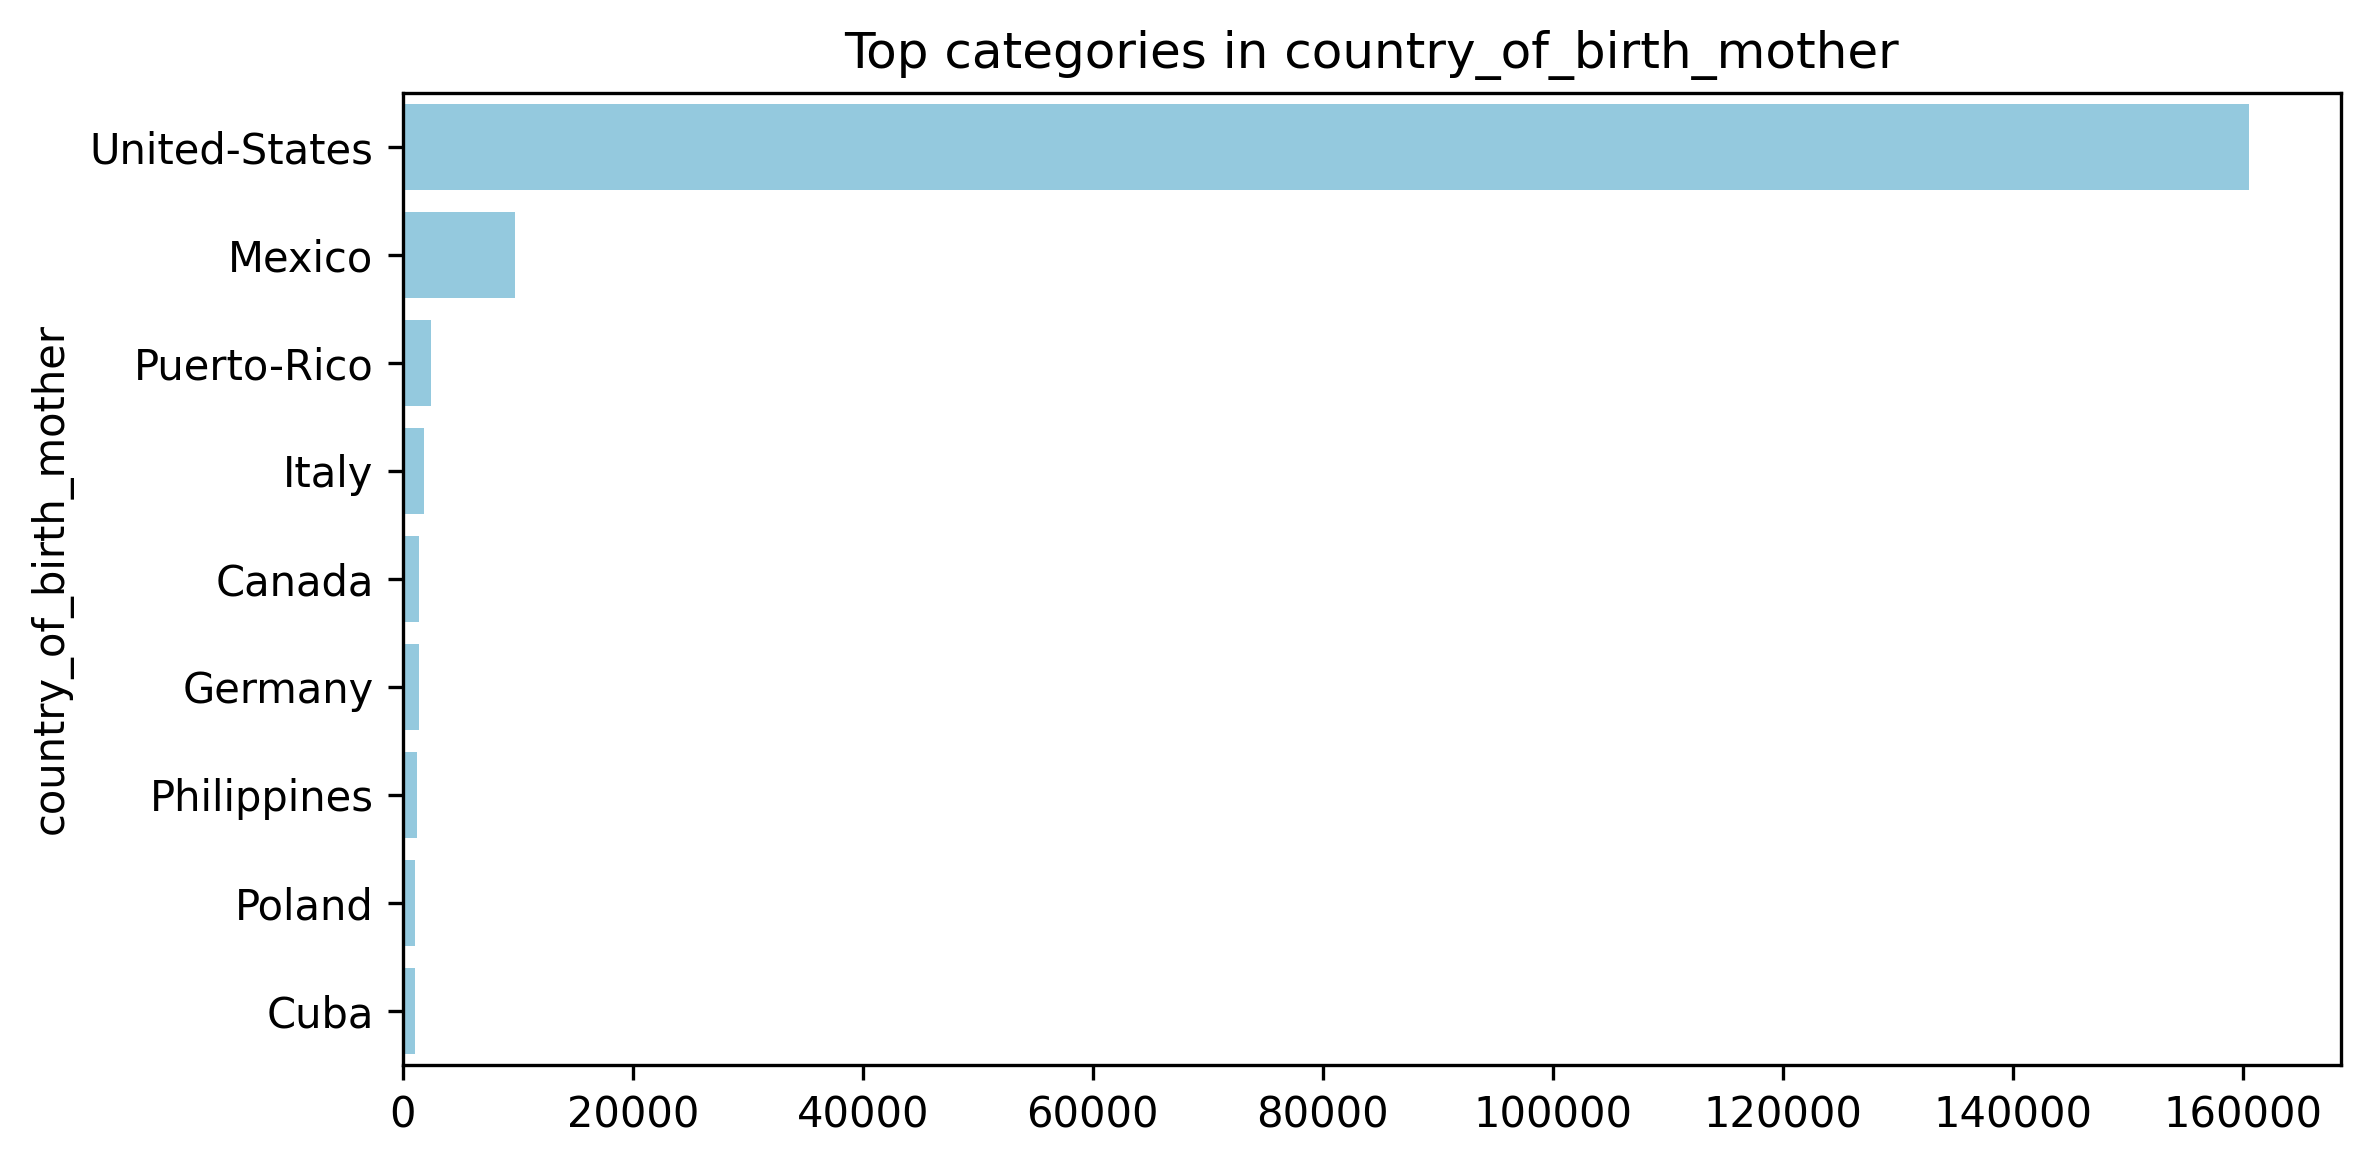 Top categories in country_of_birth_mother
country_of_birth_mother
United-States
Mexico
Puerto-Rico
Italy
Canada
Germany
Philippines
Poland
Cuba
0 20000 40000 60000 80000 100000 120000 140000 160000